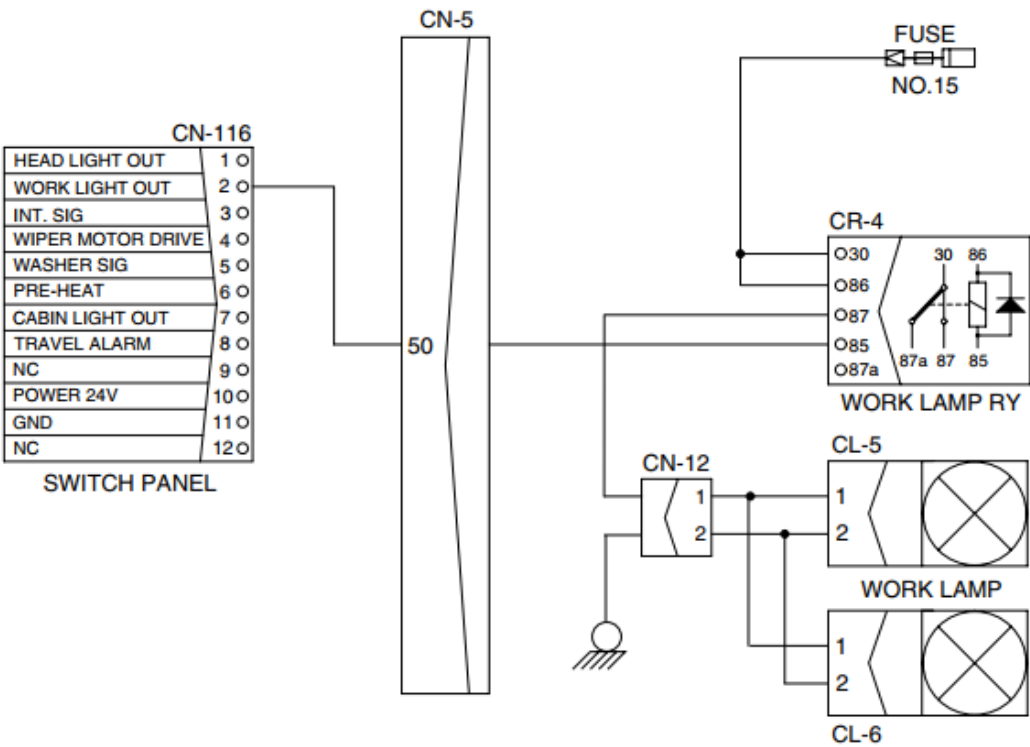 CN-5
FUSE
NO.15
CN-116
HEAD LIGHT OUT 1
WORK LIGHT OUT 2
INT. SIG 3
WIPER MOTOR DRIVE 4
WASHER SIG 5
PRE-HEAT 6
CABIN LIGHT OUT 7
TRAVEL ALARM 8
NC 9
POWER 24V 10
GND 11
NC 12
SWITCH PANEL
50
CR-4
30
86
87
85
87a
30 86
87a 87 85
WORK LAMP RY
CN-12
1
2
CL-5
1
2
WORK LAMP
1
2
CL-6